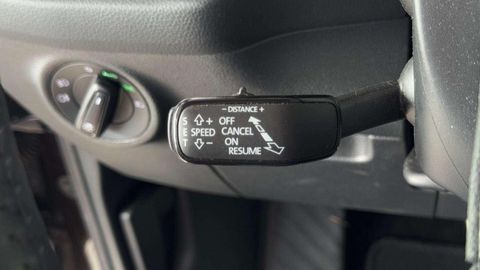 - DISTANCE +
S ⇧+ OFF
E SPEED CANCEL
ON
T ⇩- RESUME